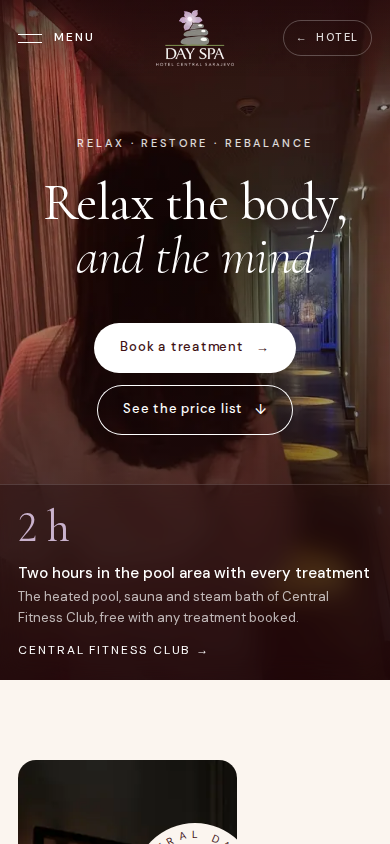 MENU
DAY SPA
HOTEL CENTRAL SARAJEVO
← HOTEL
RELAX · RESTORE · REBALANCE
Relax the body,
and the mind
Book a treatment →
See the price list ↓
2 h
Two hours in the pool area with every treatment
The heated pool, sauna and steam bath of Central
Fitness Club, free with any treatment booked.
CENTRAL FITNESS CLUB →